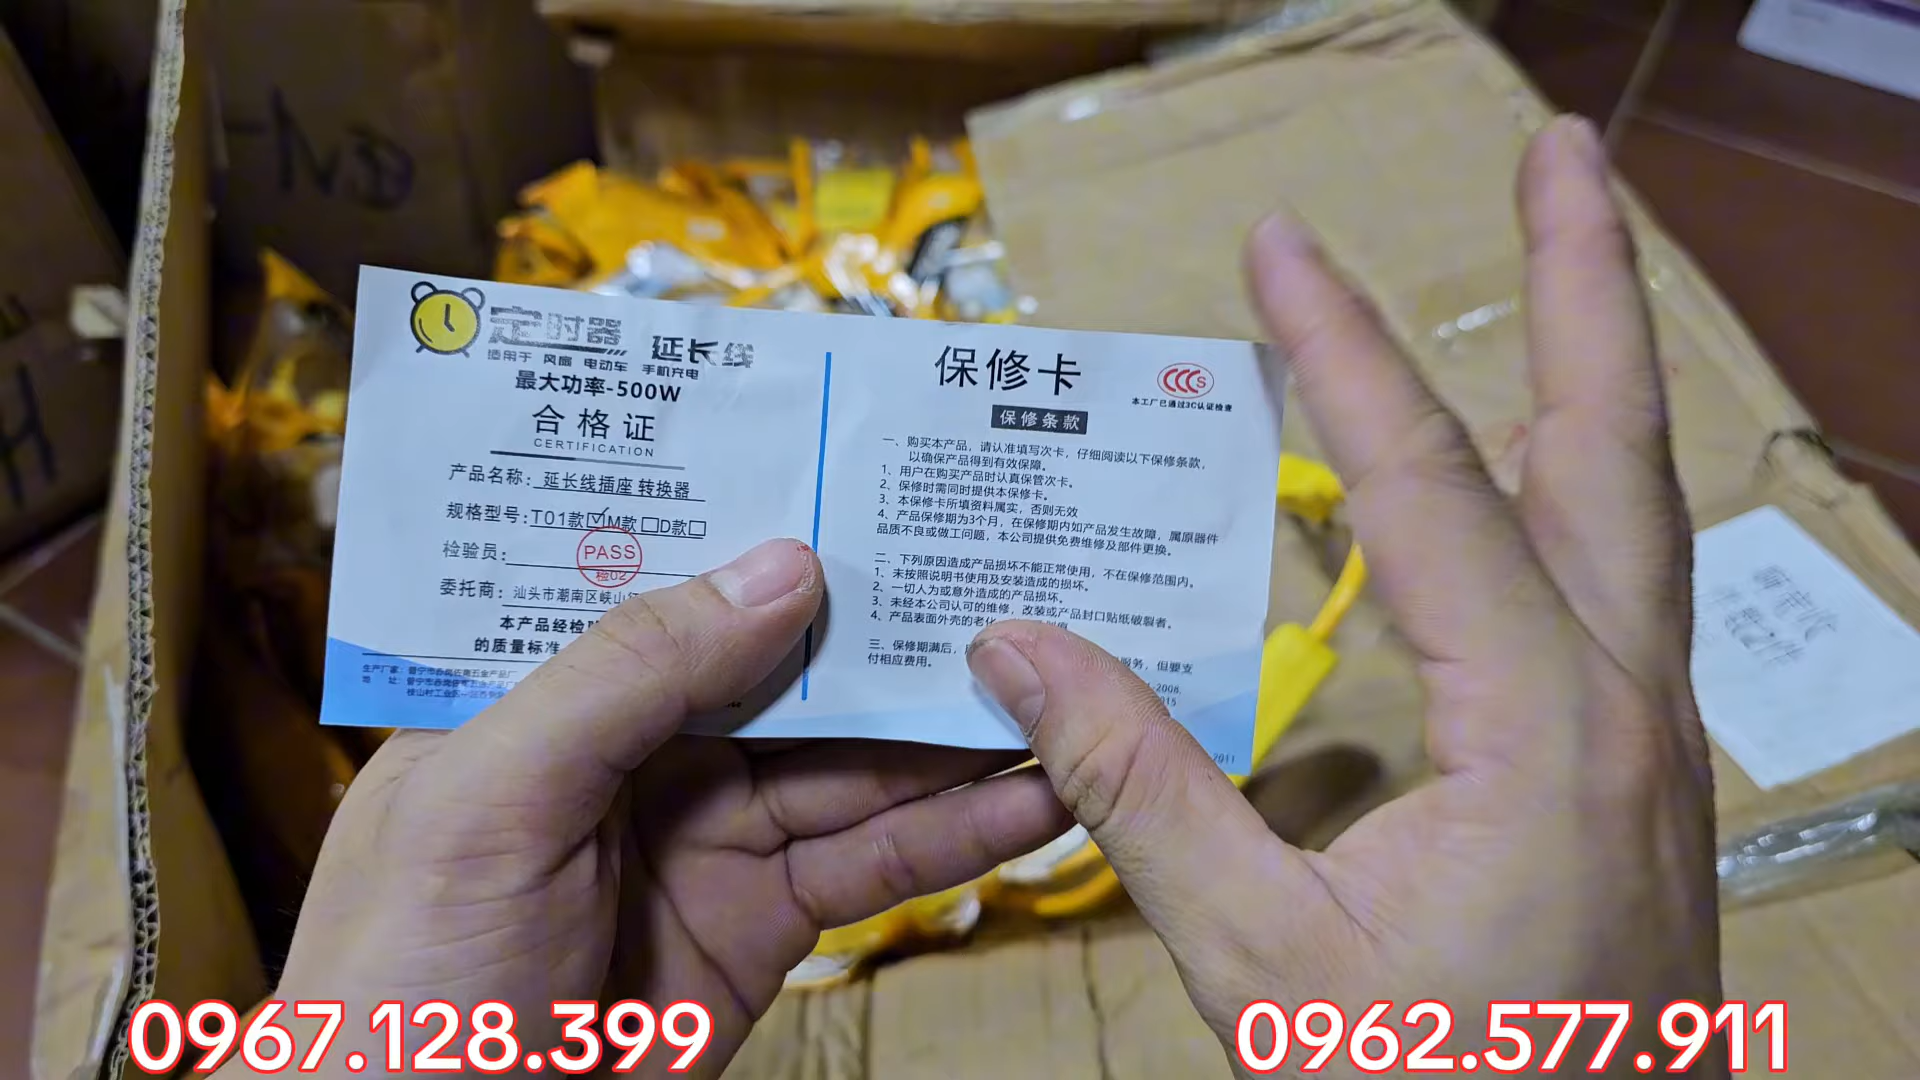 定时器 延长线
适用于 风扇 电动车 手机充电
最大功率-500W
合格证
CERTIFICATION
产品名称：延长线插座 转换器
规格型号：T01款☑M款☐D款☐
检验员：
PASS
检02
委托商：汕头市潮南区峡山
本产品经检
的质量标准
保修卡
CCC S
本工厂已通过3C认证检查
保修条款
一、购买本产品，请认准填写次卡，仔细阅读以下保修条款，
以确保产品得到有效保障。
1、用户在购买产品时认真保管次卡。
2、保修时需同时提供本保修卡。
3、本保修卡所填资料属实，否则无效
4、产品保修期为3个月，在保修期内如产品发生故障，属原器件
品质不良或做工问题，本公司提供免费维修及部件更换。
二、下列原因造成产品损坏不能正常使用，不在保修范围内。
1、未按照说明书使用及安装造成的损坏。
2、一切人为或意外造成的产品损坏。
3、未经本公司认可的维修，改装或产品封口贴纸破裂者。
4、产品表面外壳的老化
三、保修期满后，
服务，但要支
付相应费用。
-2008,
2011
0967.128.399
0962.577.911